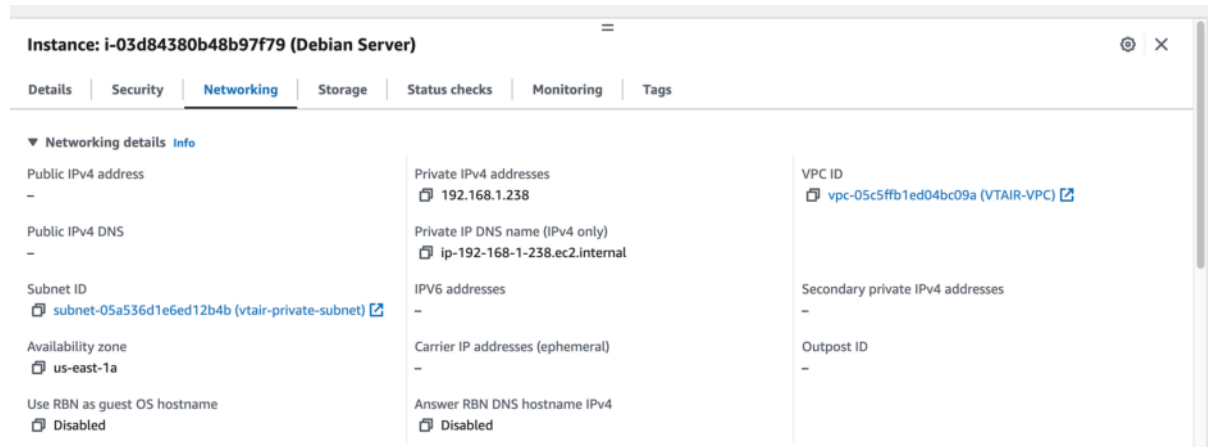 Instance: i-03d84380b48b97f79 (Debian Server)
Details Security Networking Storage Status checks Monitoring Tags
▼ Networking details Info
Public IPv4 address
–
Private IPv4 addresses
192.168.1.238
VPC ID
vpc-05c5ffb1ed04bc09a (VTAIR-VPC)
Public IPv4 DNS
–
Private IP DNS name (IPv4 only)
ip-192-168-1-238.ec2.internal
Subnet ID
subnet-05a536d1e6ed12b4b (vtair-private-subnet)
IPV6 addresses
–
Secondary private IPv4 addresses
–
Availability zone
us-east-1a
Carrier IP addresses (ephemeral)
–
Outpost ID
–
Use RBN as guest OS hostname
Disabled
Answer RBN DNS hostname IPv4
Disabled